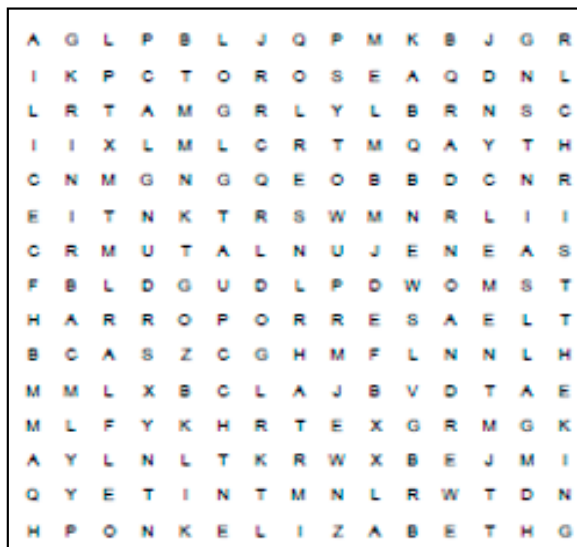 A G L P B L J Q P M K B J G R
I K P C T O R O S E A Q D N L
L R T A M G R L Y L B R N S C
I I X L M L C R T M Q A Y T H
C N M G N G Q E O B B D C N R
E I T N K T R S W M N R L I I
C R M U T A L N U J E N E A S
F B L D G U D L P D W O M S T
H A R R O P O R R E S A E L T
B C A S Z C G H M F L N N L H
M M L X B C L A J B V D T A E
M L F Y K H R T E X G R M G K
A Y L N L T K R W X B E J M I
Q Y E T I N T M N L R W T D N
H P O N K E L I Z A B E T H G